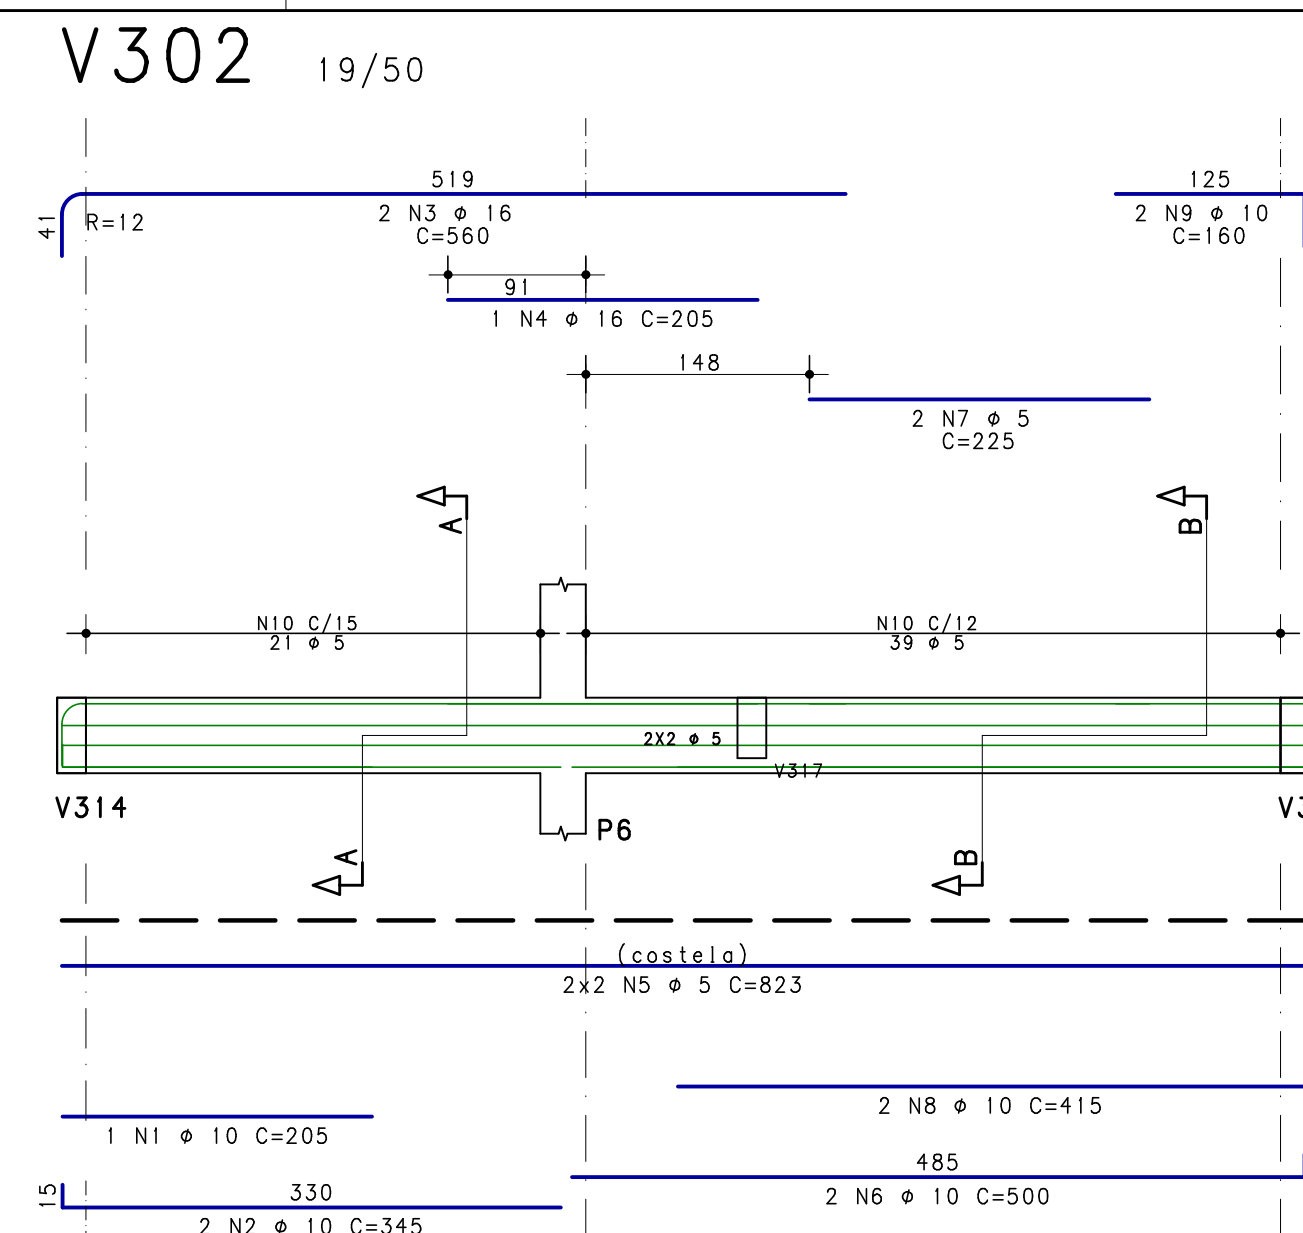 V302 19/50
519
125
41
R=12
2 N3 ϕ 16
C=560
2 N9 ϕ 10
C=160
91
1 N4 ϕ 16 C=205
148
2 N7 ϕ 5
C=225
A
B
N10 C/15
21 ϕ 5
N10 C/12
39 ϕ 5
2X2 ϕ 5
V317
V314
P6
V3
A
B
(costela)
2x2 N5 ϕ 5 C=823
2 N8 ϕ 10 C=415
1 N1 ϕ 10 C=205
485
2 N6 ϕ 10 C=500
15
330
2 N2 ϕ 10 C=345